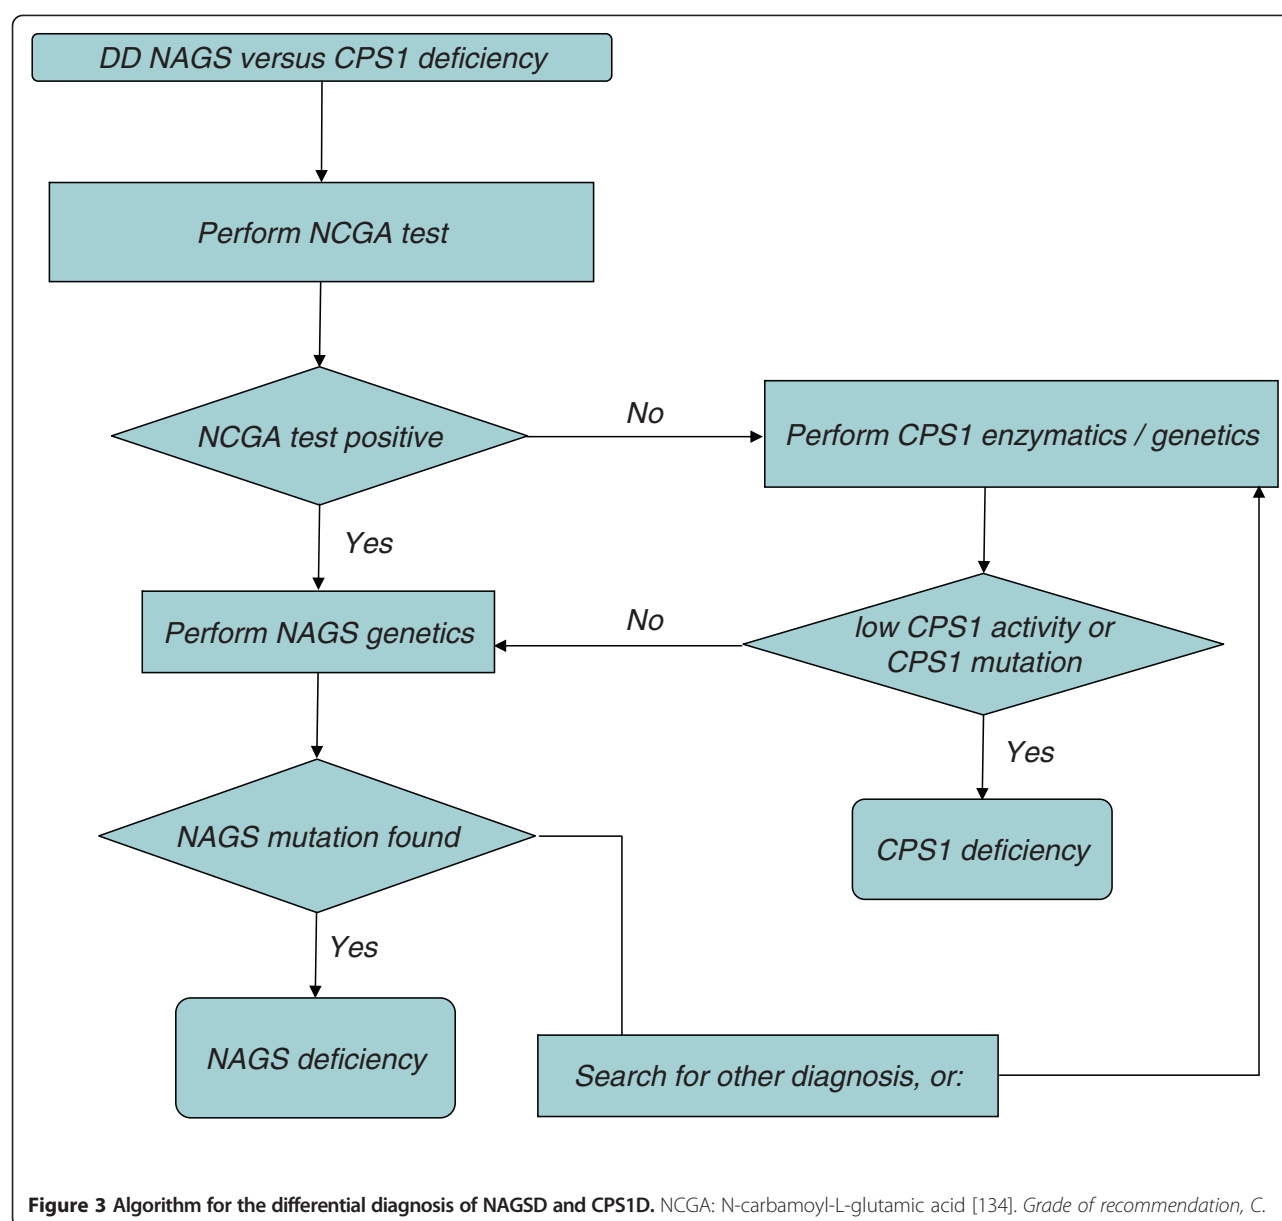 DD NAGS versus CPS1 deficiency
Perform NCGA test
NCGA test positive
No
Perform CPS1 enzymatics / genetics
Yes
Perform NAGS genetics
No
low CPS1 activity or
CPS1 mutation
Yes
NAGS mutation found
CPS1 deficiency
Yes
NAGS deficiency
Search for other diagnosis, or:
Figure 3 Algorithm for the differential diagnosis of NAGSD and CPS1D. NCGA: N-carbamoyl-L-glutamic acid [134]. Grade of recommendation, C.